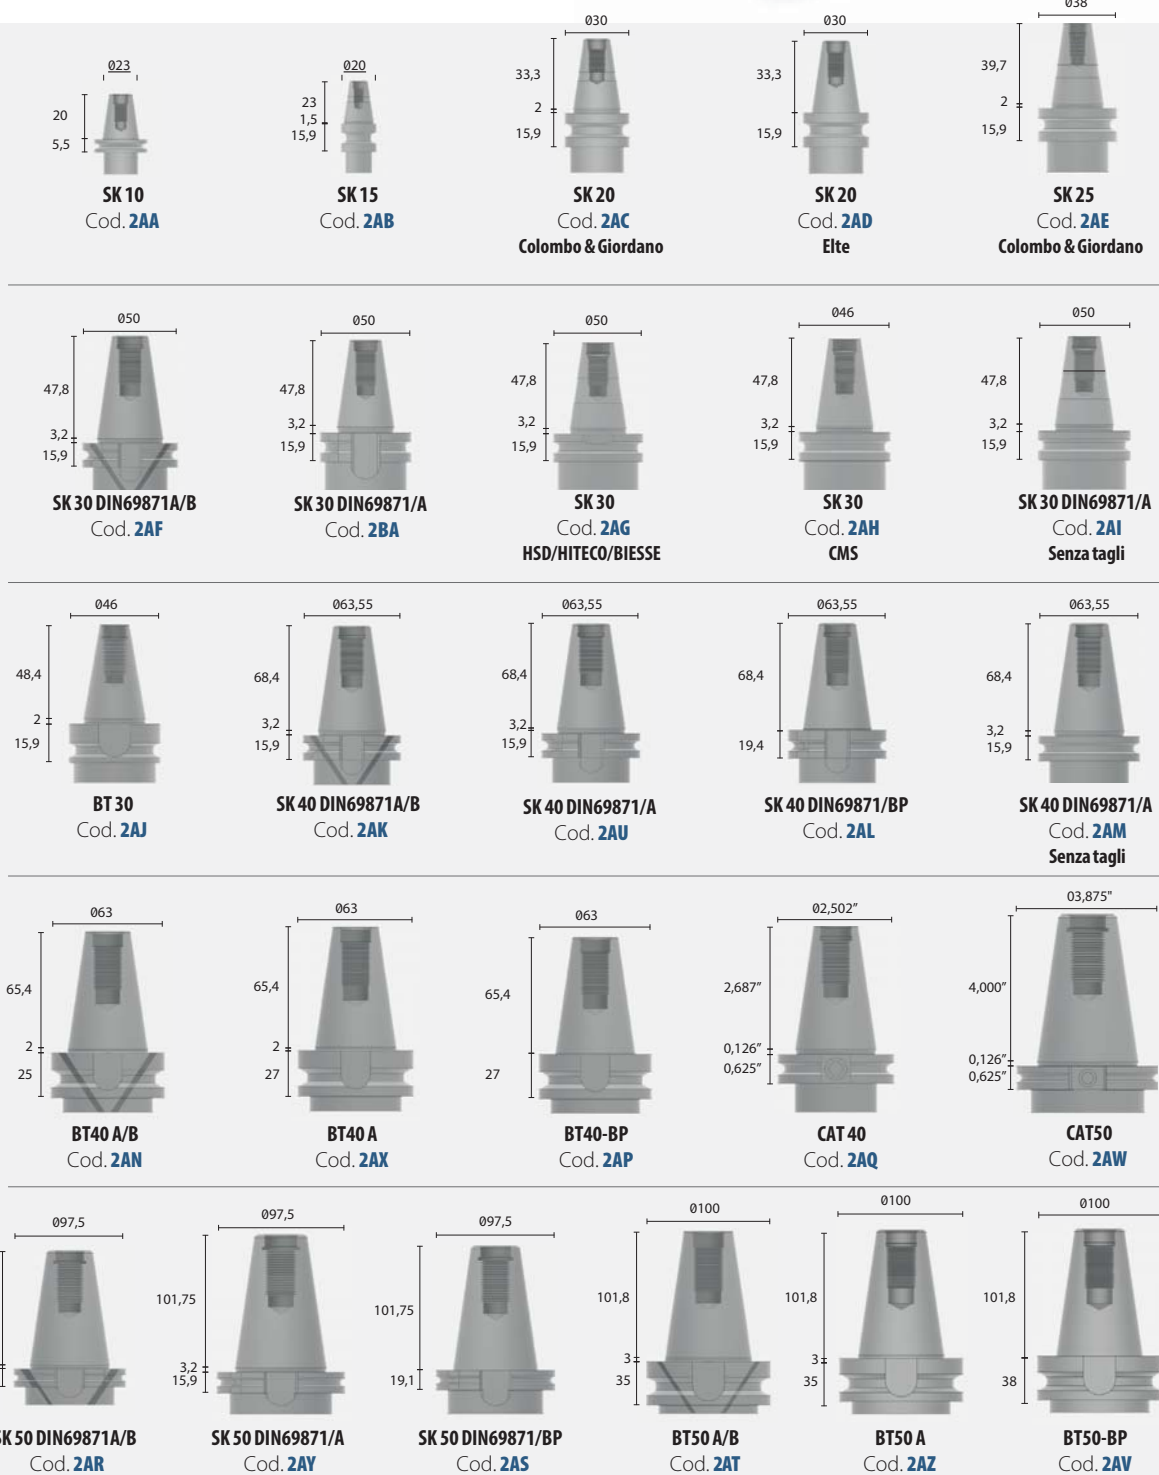 Ø38
Ø23
20
5,5
SK 10
Cod. 2AA
Ø20
23
1,5
15,9
SK 15
Cod. 2AB
Ø30
33,3
2
15,9
SK 20
Cod. 2AC
Colombo & Giordano
Ø30
33,3
15,9
SK 20
Cod. 2AD
Elte
39,7
2
15,9
SK 25
Cod. 2AE
Colombo & Giordano
Ø50
47,8
3,2
15,9
SK 30 DIN69871A/B
Cod. 2AF
Ø50
47,8
3,2
15,9
SK 30 DIN69871/A
Cod. 2BA
Ø50
47,8
3,2
15,9
SK 30
Cod. 2AG
HSD/HITECO/BIESSE
Ø46
47,8
3,2
15,9
SK 30
Cod. 2AH
CMS
Ø50
47,8
3,2
15,9
SK 30 DIN69871/A
Cod. 2AI
Senza tagli
Ø46
48,4
2
15,9
BT 30
Cod. 2AJ
Ø63,55
68,4
3,2
15,9
SK 40 DIN69871A/B
Cod. 2AK
Ø63,55
68,4
3,2
15,9
SK 40 DIN69871/A
Cod. 2AU
Ø63,55
68,4
19,4
SK 40 DIN69871/BP
Cod. 2AL
Ø63,55
68,4
3,2
15,9
SK 40 DIN69871/A
Cod. 2AM
Senza tagli
Ø63
65,4
2
25
BT40 A/B
Cod. 2AN
Ø63
65,4
2
27
BT40 A
Cod. 2AX
Ø63
65,4
27
BT40-BP
Cod. 2AP
Ø2,502”
2,687”
0,126”
0,625”
CAT 40
Cod. 2AQ
Ø3,875"
4,000”
0,126”
0,625”
CAT50
Cod. 2AW
Ø97,5
SK 50 DIN69871A/B
Cod. 2AR
Ø97,5
101,75
3,2
15,9
SK 50 DIN69871/A
Cod. 2AY
Ø97,5
101,75
19,1
SK 50 DIN69871/BP
Cod. 2AS
Ø100
101,8
3
35
BT50 A/B
Cod. 2AT
Ø100
101,8
3
35
BT50 A
Cod. 2AZ
Ø100
101,8
38
BT50-BP
Cod. 2AV